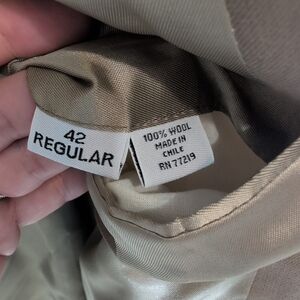 42
REGULAR
100% WOOL
MADE IN
CHILE
RN 77219